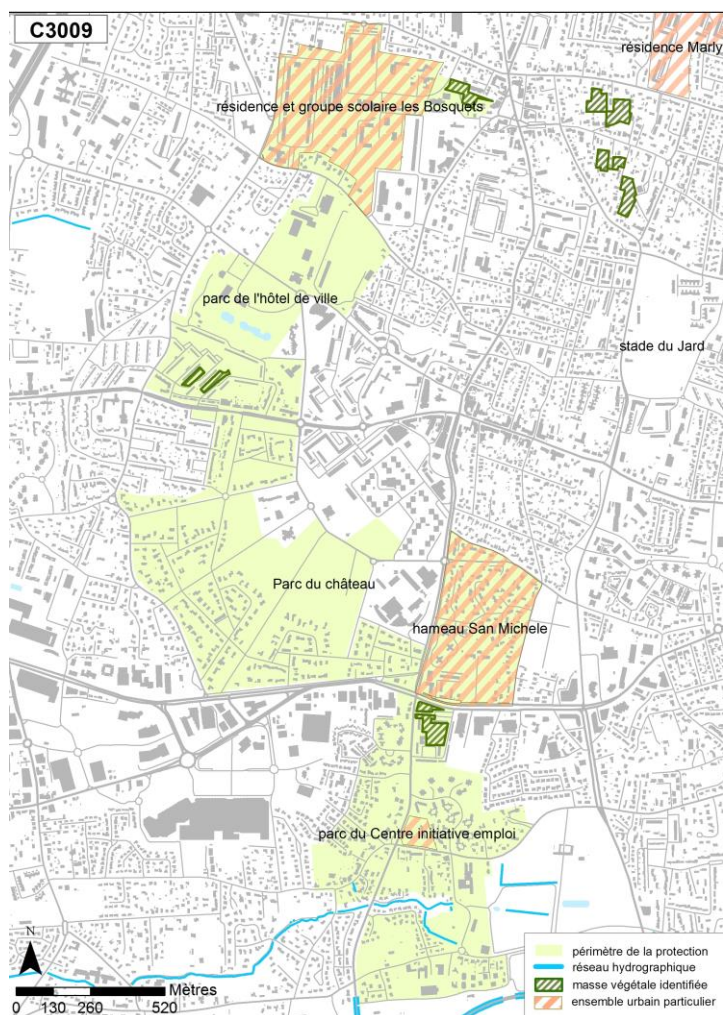 C3009
résidence Marly
résidence et groupe scolaire les Bosquets
parc de l'hôtel de ville
stade du Jard
Parc du château
hameau San Michele
parc du Centre initiative emploi
N
Mètres
0 130 260 520
périmètre de la protection
réseau hydrographique
masse végétale identifiée
ensemble urbain particulier